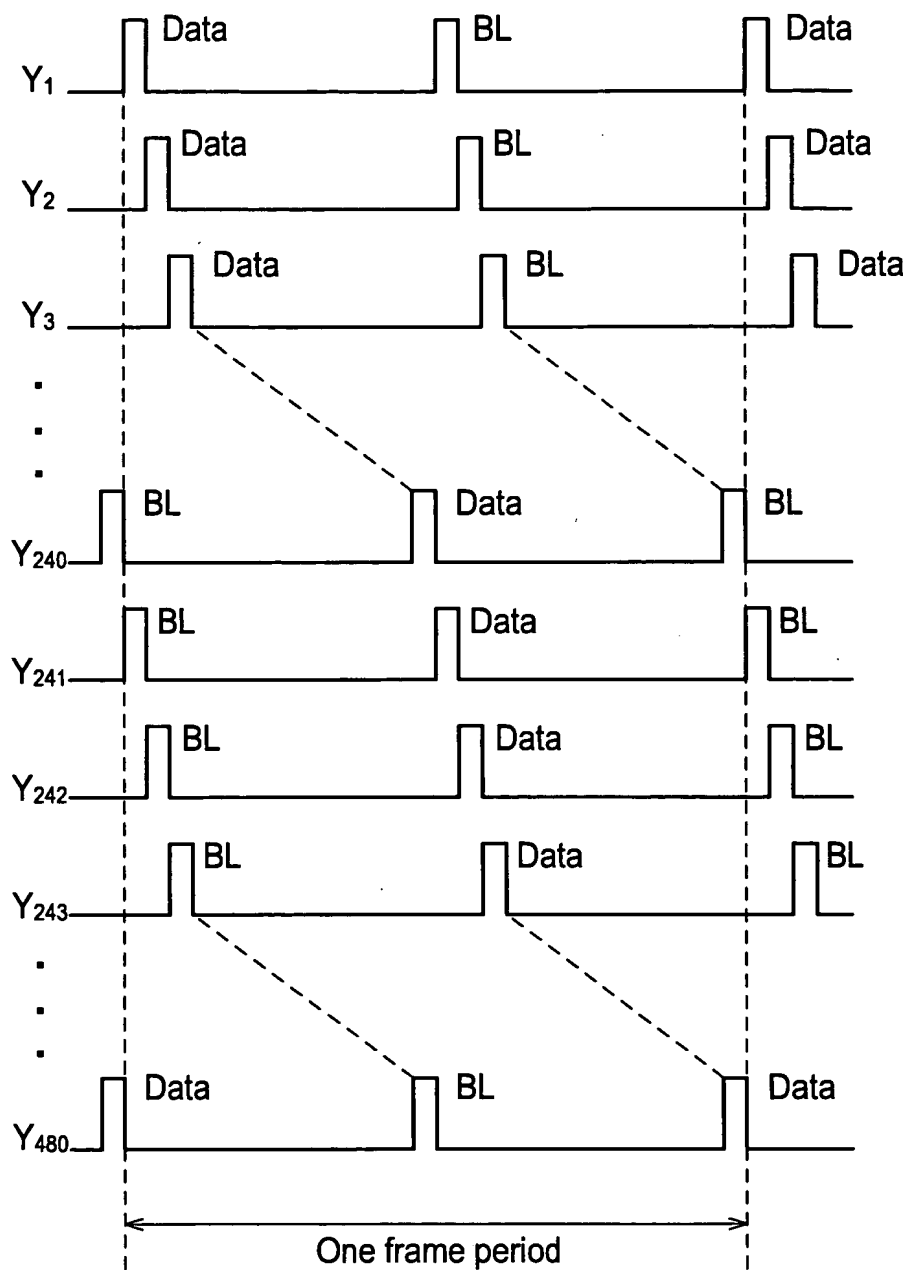 Y1 Data BL Data
Y2 Data BL Data
Y3 Data BL Data
Y240 BL Data BL
Y241 BL Data BL
Y242 BL Data BL
Y243 BL Data BL
Y480 Data BL Data
One frame period